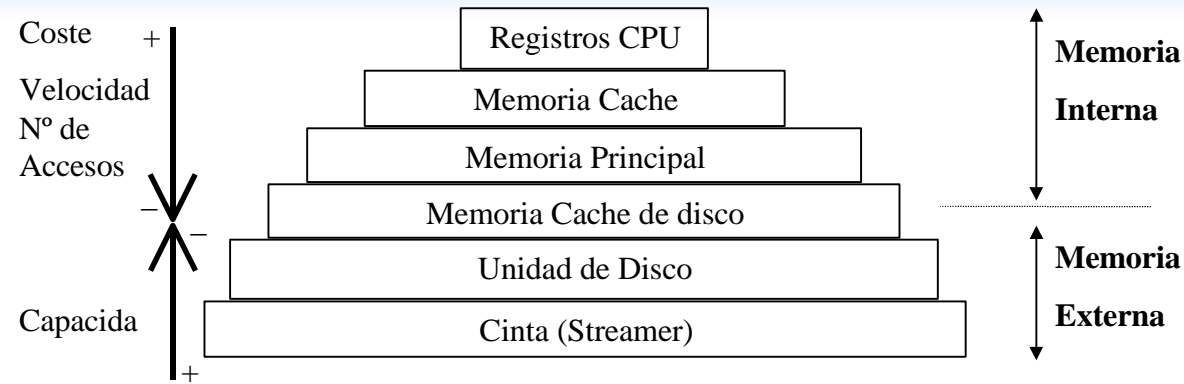 Coste
+
Velocidad
Nº de
Accesos
–
–
Capacida
+
Registros CPU
Memoria Cache
Memoria Principal
Memoria Cache de disco
Unidad de Disco
Cinta (Streamer)
Memoria
Interna
Memoria
Externa